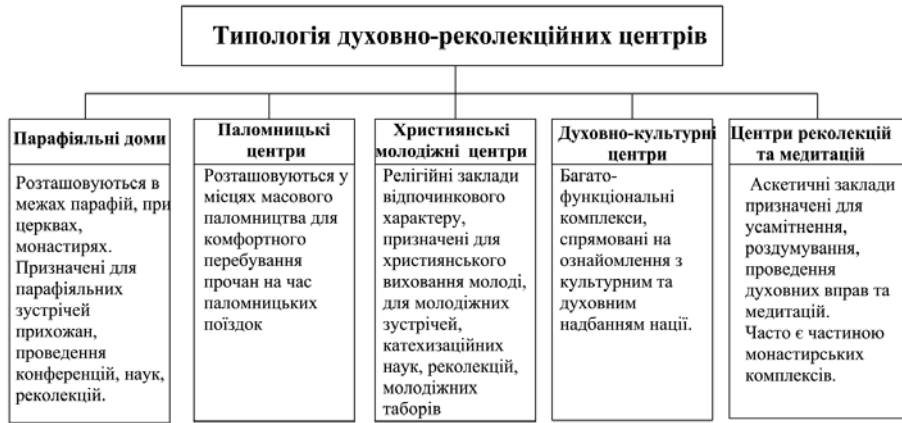 Типологія духовно-реколекційних центрів
Парафіяльні доми
Розташовуються в
межах парафій, при
церквах,
монастирях.
Призначені для
парафіяльних
зустрічей
прихожан,
проведення
конференцій, наук,
реколекцій.
Паломницькі
центри
Розташовуються у
місцях масового
паломництва для
комфортного
перебування
прочан на час
паломницьких
поїздок
Християнські
молодіжні центри
Релігійні заклади
відпочинкового
характеру,
призначені для
християнського
виховання молоді,
для молодіжних
зустрічей,
катехизаційних
наук, реколекцій,
молодіжних
таборів
Духовно-культурні
центри
Багато-
функціональні
комплекси,
спрямовані на
ознайомлення з
культурним та
духовним
надбанням нації.
Центри реколекцій
та медитацій
Аскетичні заклади
призначені для
усамітнення,
роздумування,
проведення
духовних вправ та
медитацій.
Часто є частиною
монастирських
комплексів.